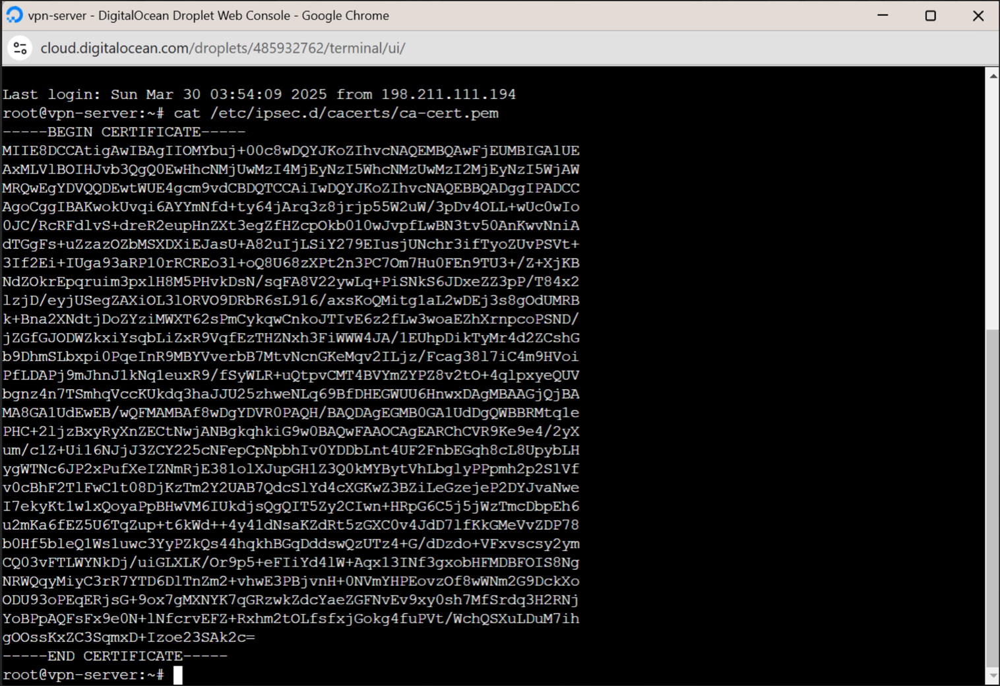 vpn-server - DigitalOcean Droplet Web Console - Google Chrome
cloud.digitalocean.com/droplets/485932762/terminal/ui/
Last login: Sun Mar 30 03:54:09 2025 from 198.211.111.194
root@vpn-server:~# cat /etc/ipsec.d/cacerts/ca-cert.pem
-----BEGIN CERTIFICATE-----
MIIE8DCCAtigAwIBAgIIOMYbuj+00c8wDQYJKoZIhvcNAQEMBQAwFjEUMBIGA1UE
AxMLVlBOIHJvb3QgQ0EwHhcNMjUwMzI4MjEyNzI5WhcNMzUwMzI2MjEyNzI5WjAW
MRQwEgYDVQQDEwtWUE4gcm9vdCBDQTCCAiIwDQYJKoZIhvcNAQEBBQADggIPADCC
AgoCggIBAKwokUvqi6AYYmNfd+ty64jArq3z8jrjp55W2uW/3pDv4OLL+wUc0wIo
0JC/RcRFdlvS+dreR2eupHnZXt3egZfHZcpOkb010wJvpfLwBN3tv50AnKwvNniA
dTGgFs+uZzazOZbMSXDXiEJasU+A82uIjLSiY279EIusjUNchr3ifTyoZUvPSVt+
3If2Ei+IUga93aRP10rRCREo3l+oQ8U68zXPt2n3PC7Om7Hu0FEn9TU3+/Z+XjKB
NdZOkrEpqruim3pxlH8M5PHvkDsN/sqFA8V22ywLq+PiSNkS6JDxeZZ3pP/T84x2
lzjD/eyjUSegZAXiOL3lORVO9DRbR6sL916/axsKoQMitg1aL2wDEj3s8gOdUMRB
k+Bna2XNdtjDoZYziMWXT62sPmCykqwCnkoJTIvE6z2fLw3woaEZhXrnpcoPSND/
jZGfGJODWZkxiYsqbLiZxR9VqfEzTHZNxh3FiWWW4JA/1EUhpDikTyMr4d2ZCshG
b9DhmSLbxpi0PqeInR9MBYVverbB7MtvNcnGKeMqv2ILjz/Fcag38l7iC4m9HVoi
PfLDAPj9mJhnJ1kNq1euxR9/fSyWLR+uQtpvCMT4BVYmZYPZ8v2tO+4qlpxyeQUV
bgnz4n7TSmhqVccKUkdq3haJJU25zhweNLq69BfDHEGWUU6HnwxDAgMBAAGjQjBA
MA8GA1UdEwEB/wQFMAMBAf8wDgYDVR0PAQH/BAQDAgEGMB0GA1UdDgQWBBRMtq1e
PHC+2ljzBxyRyXnZECtNwjANBgkqhkiG9w0BAQwFAAOCAgEARChCVR9Ke9e4/2yX
um/c1Z+Ui16NJjJ3ZCY225cNFepCpNpbhIv0YDDbLnt4UF2FnbEGqh8cL8UpybLH
ygWTNc6JP2xPufXeIZNmRjE381olXJupGH1Z3Q0kMYBytVhLbglyPPpmh2p2S1Vf
v0cBhF2TlFwC1t08DjKzTm2Y2UAB7QdcSlYd4cXGKwZ3BZiLeGzejeP2DYJvaNwe
I7ekyKt1w1xQoyaPpBHwVM6IUkdjsQgQIT5Zy2CIwn+HRpG6C5j5jWzTmcDbpEh6
u2mKa6fEZ5U6TqZup+t6kWd++4y41dNsaKZdRt5zGXC0v4JdD7lfKkGMeVvZDP78
b0Hf5bleQ1Ws1uwc3YyPZkQs44hqkhBGqDddswQzUTz4+G/dDzdo+VFxvscsy2ym
CQ03vFTLWYNkDj/uiGLXLK/Or9p5+eFIiYd4lW+Aqx13INf3gxobHFMDBFOIS8Ng
NRWQqyMiyC3rR7YTD6DlTnZm2+vhwE3PBjvnH+0NVmYHPEovzOf8wWNm2G9DckXo
ODU93oPEqERjsG+9ox7gMXNYK7qGRzwkZdcYaeZGFNvEv9xy0sh7MfSrdq3H2RNj
YoBPpAQFsFx9e0N+lNfcrvEFZ+Rxhm2tOLfsfxjGokg4fuPVt/WchQSXuLDuM7ih
gOOssKxZC3SqmxD+Izoe23SAk2c=
-----END CERTIFICATE-----
root@vpn-server:~#